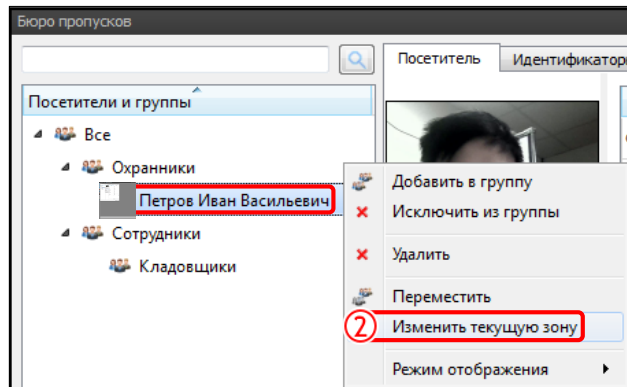 Бюро пропусков
Посетитель
Идентификатор
Посетители и группы
Все
Охранники
Петров Иван Васильевич
Сотрудники
Кладовщики
Добавить в группу
Исключить из группы
Удалить
Переместить
2 Изменить текущую зону
Режим отображения